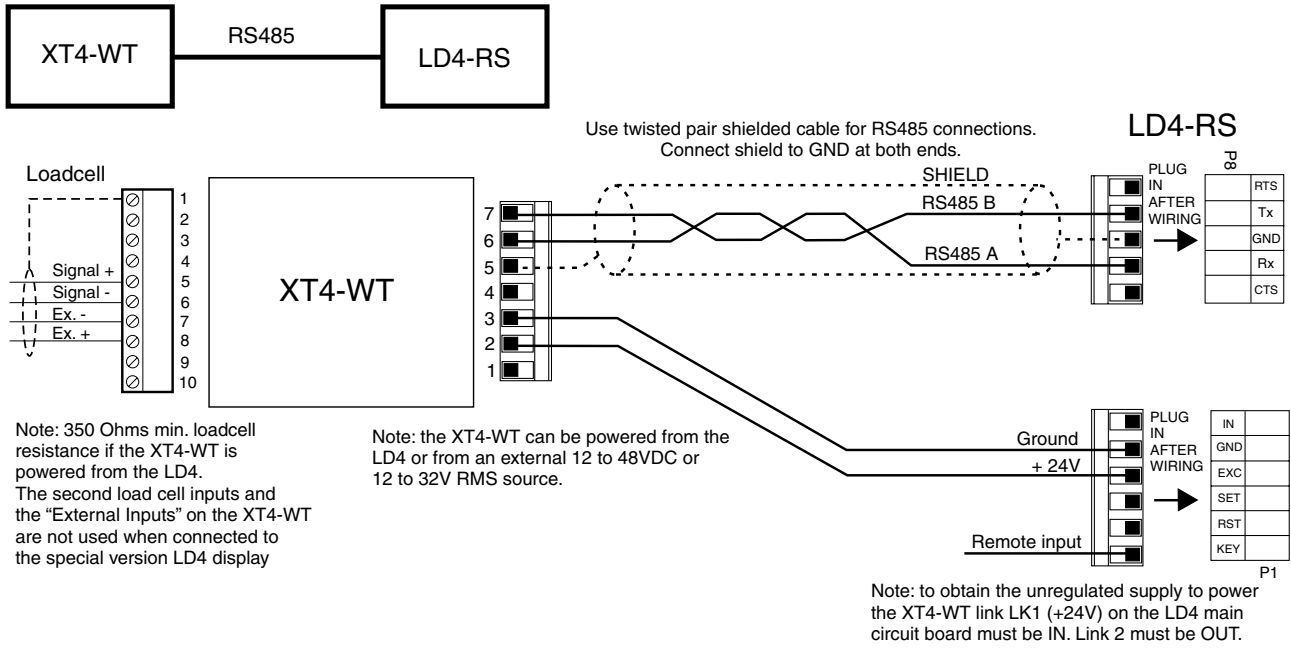 XT4-WT
RS485
LD4-RS
Use twisted pair shielded cable for RS485 connections.
Connect shield to GND at both ends.
LD4-RS
Loadcell
1
2
3
4
5
6
7
8
9
10
Signal +
Signal -
Ex. -
Ex. +
XT4-WT
7
6
5
4
3
2
1
SHIELD
RS485 B
RS485 A
PLUG
IN
AFTER
WIRING
P8
RTS
Tx
GND
Rx
CTS
Ground
+ 24V
Remote input
PLUG
IN
AFTER
WIRING
IN
GND
EXC
SET
RST
KEY
P1
Note: 350 Ohms min. loadcell
resistance if the XT4-WT is
powered from the LD4.
The second load cell inputs and
the “External Inputs” on the XT4-WT
are not used when connected to
the special version LD4 display
Note: the XT4-WT can be powered from the
LD4 or from an external 12 to 48VDC or
12 to 32V RMS source.
Note: to obtain the unregulated supply to power
the XT4-WT link LK1 (+24V) on the LD4 main
circuit board must be IN. Link 2 must be OUT.